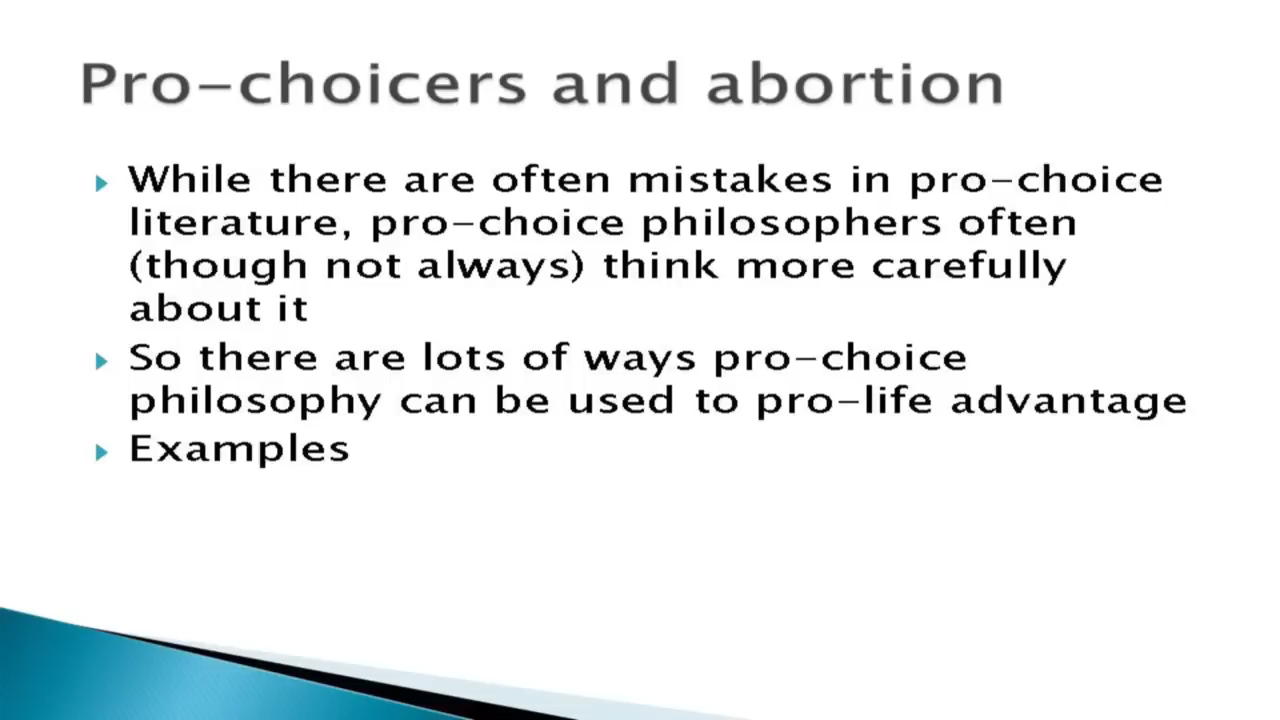 Pro-choicers and abortion
While there are often mistakes in pro-choice
literature, pro-choice philosophers often
(though not always) think more carefully
about it
So there are lots of ways pro-choice
philosophy can be used to pro-life advantage
Examples